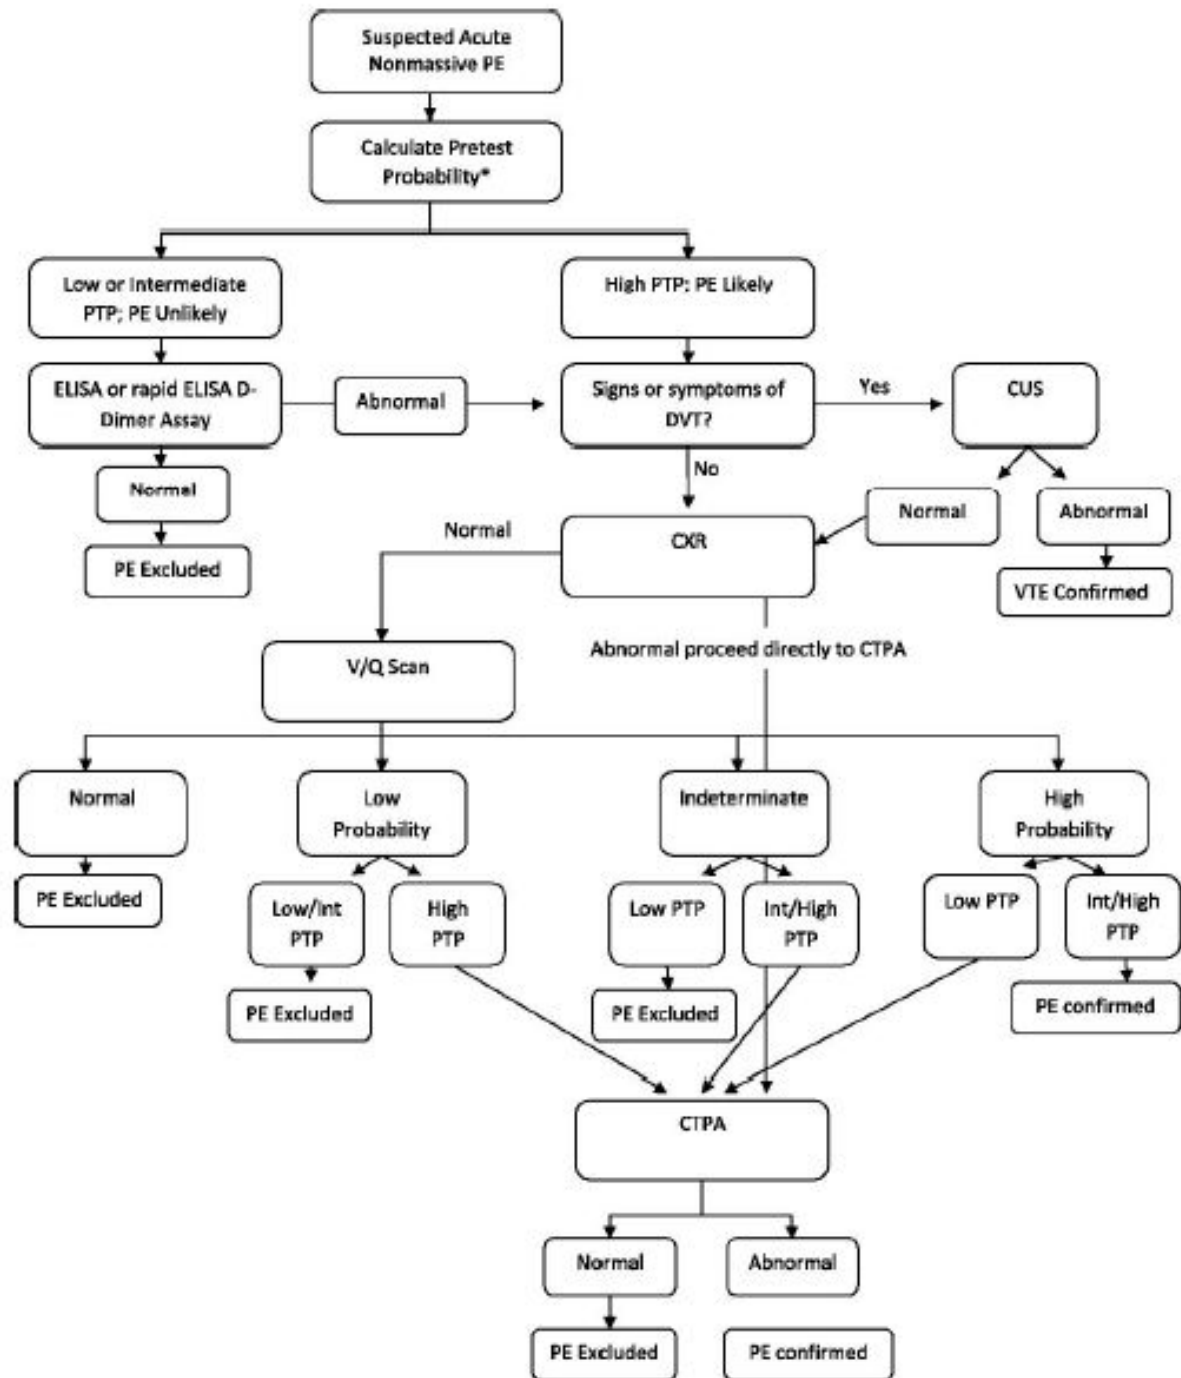 Suspected Acute
Nonmassive PE
Calculate Pretest
Probability*
Low or Intermediate
PTP; PE Unlikely
High PTP: PE Likely
ELISA or rapid ELISA D-
Dimer Assay
Abnormal
Signs or symptoms of
DVT?
Yes
CUS
Normal
No
Normal
Abnormal
PE Excluded
Normal
CXR
VTE Confirmed
V/Q Scan
Abnormal proceed directly to CTPA
Normal
Low
Probability
Indeterminate
High
Probability
PE Excluded
Low/Int
PTP
High
PTP
Low PTP
Int/High
PTP
Low PTP
Int/High
PTP
PE Excluded
PE Excluded
PE confirmed
CTPA
Normal
Abnormal
PE Excluded
PE confirmed